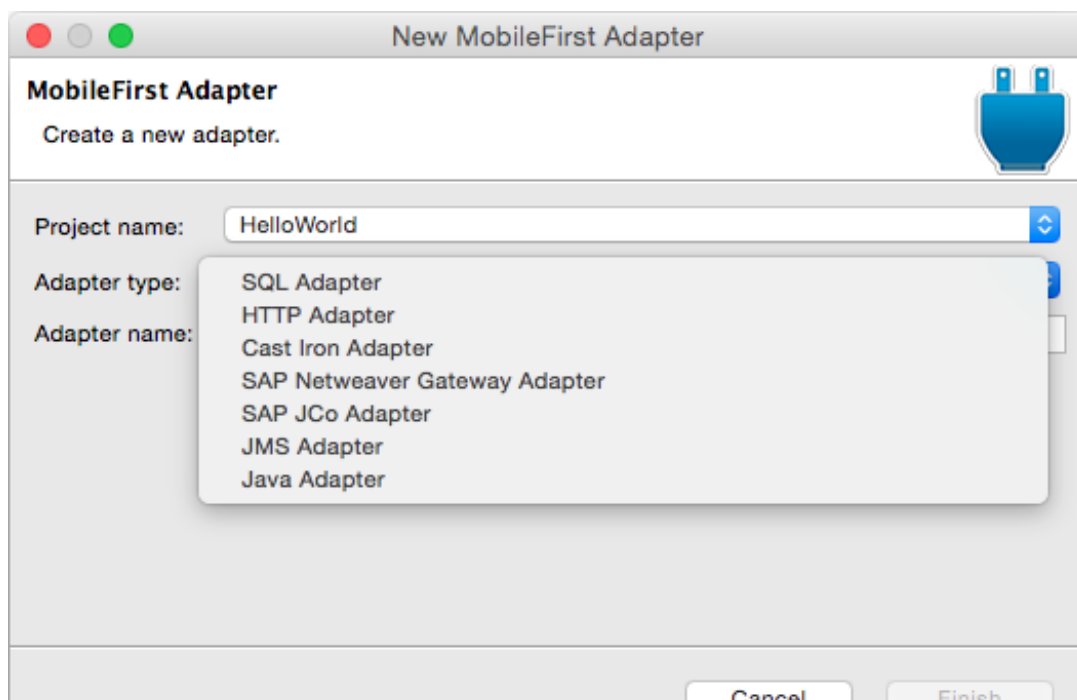 New MobileFirst Adapter
MobileFirst Adapter
Create a new adapter.
Project name: HelloWorld
Adapter type:
SQL Adapter
HTTP Adapter
Adapter name:
Cast Iron Adapter
SAP Netweaver Gateway Adapter
SAP JCo Adapter
JMS Adapter
Java Adapter
Cancel Finish